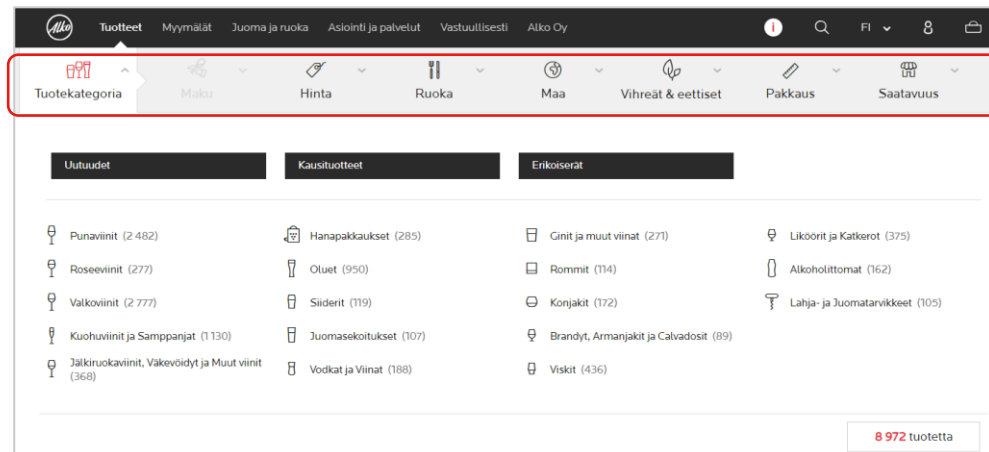 Alko Tuotteet Myymälät Juoma ja ruoka Asiointi ja palvelut Vastuullisesti Alko Oy i FI 8
Tuotekategoria Maku Hinta Ruoka Maa Vihreät & eettiset Pakkaus Saatavuus
Uutuudet Kausituotteet Erikoiserät
Punaviinit (2 482) Hanapakkaukset (285) Ginit ja muut viinat (271) Liköörit ja Katkerot (375)
Roseeviinit (277) Oluet (950) Rommit (114) Alkoholittomat (162)
Valkoviinit (2 777) Siiderit (119) Konjakit (172) Lahja- ja Juomatarvikkeet (105)
Kuohuviinit ja Samppanjat (1 130) Juomasekoitukset (107) Brandyt, Armanjakit ja Calvadosit (89)
Jälkiruokaviinit, Väkevöidyt ja Muut viinit
(368) Vodkat ja Viinat (188) Viskit (436)
8 972 tuotetta